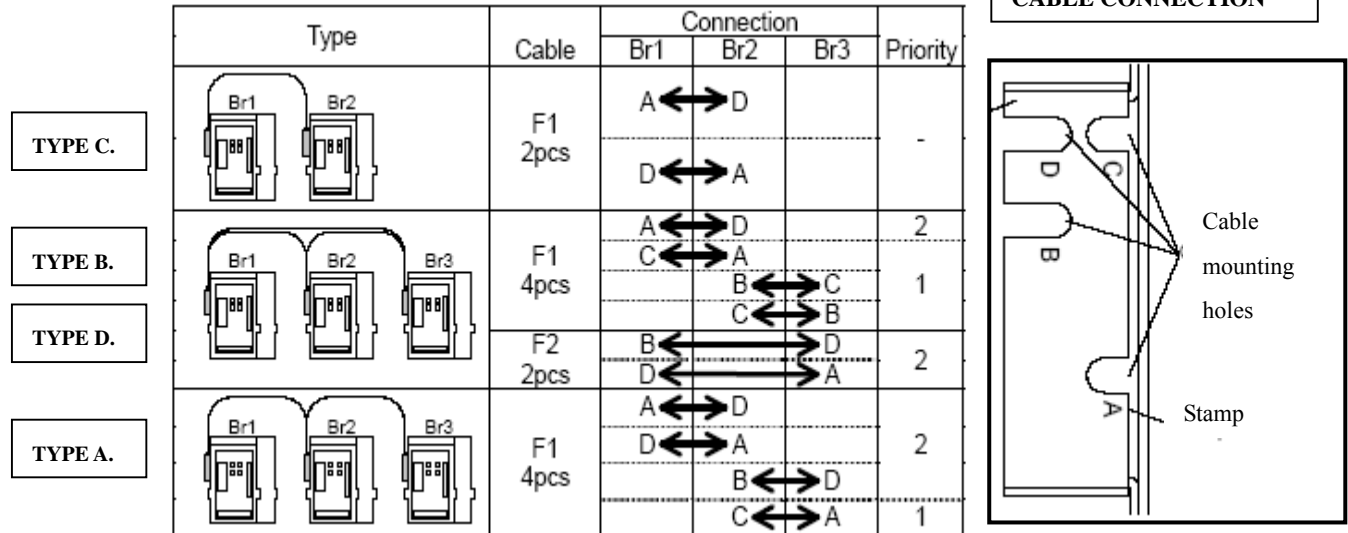 CABLE CONNECTION
Type Cable Connection Priority
Br1 Br2 Br3
TYPE C.
Br1 Br2
F1
2pcs
A D
D A
-
TYPE B.
TYPE D.
Br1 Br2 Br3
F1
4pcs
A D 2
C A
B C 1
C B
F2
2pcs
B D
D A
2
TYPE A.
Br1 Br2 Br3
F1
4pcs
A D
D A 2
B D
C A 1
D C
B
A
Cable
mounting
holes
Stamp